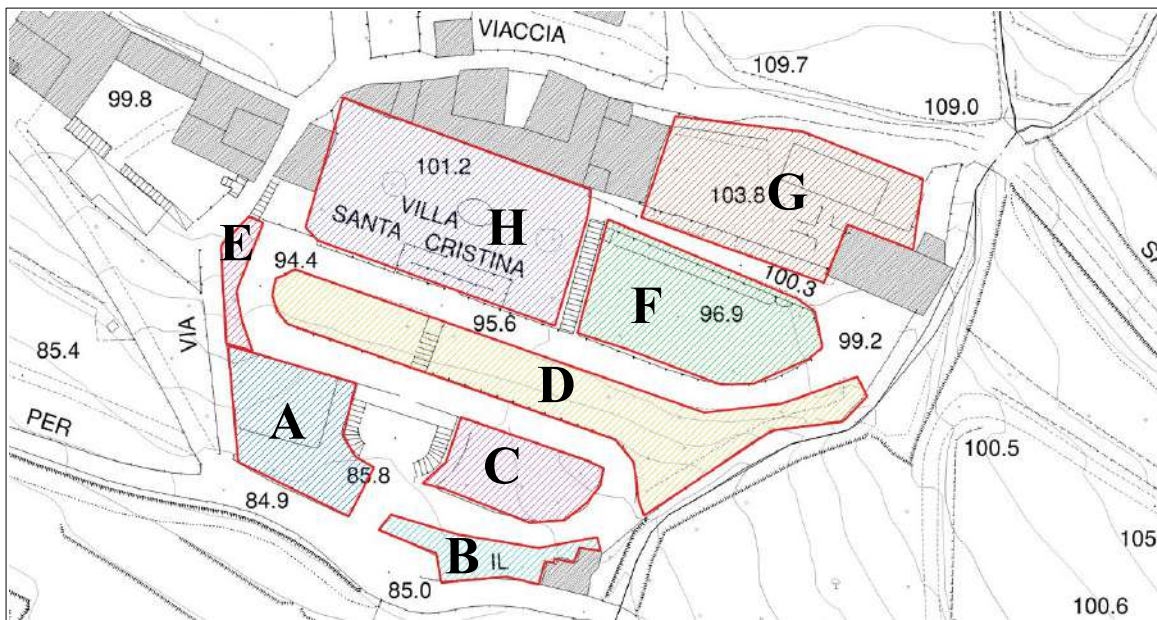 VIACCIA
109.7
99.8
109.0
101.2
G
103.8
VILLA
H
SANTA CRISTINA
E
94.4
100.3
F
96.9
95.6
99.2
VIA
85.4
D
PER
A
C
100.5
85.8
84.9
B IL
105
85.0
100.6